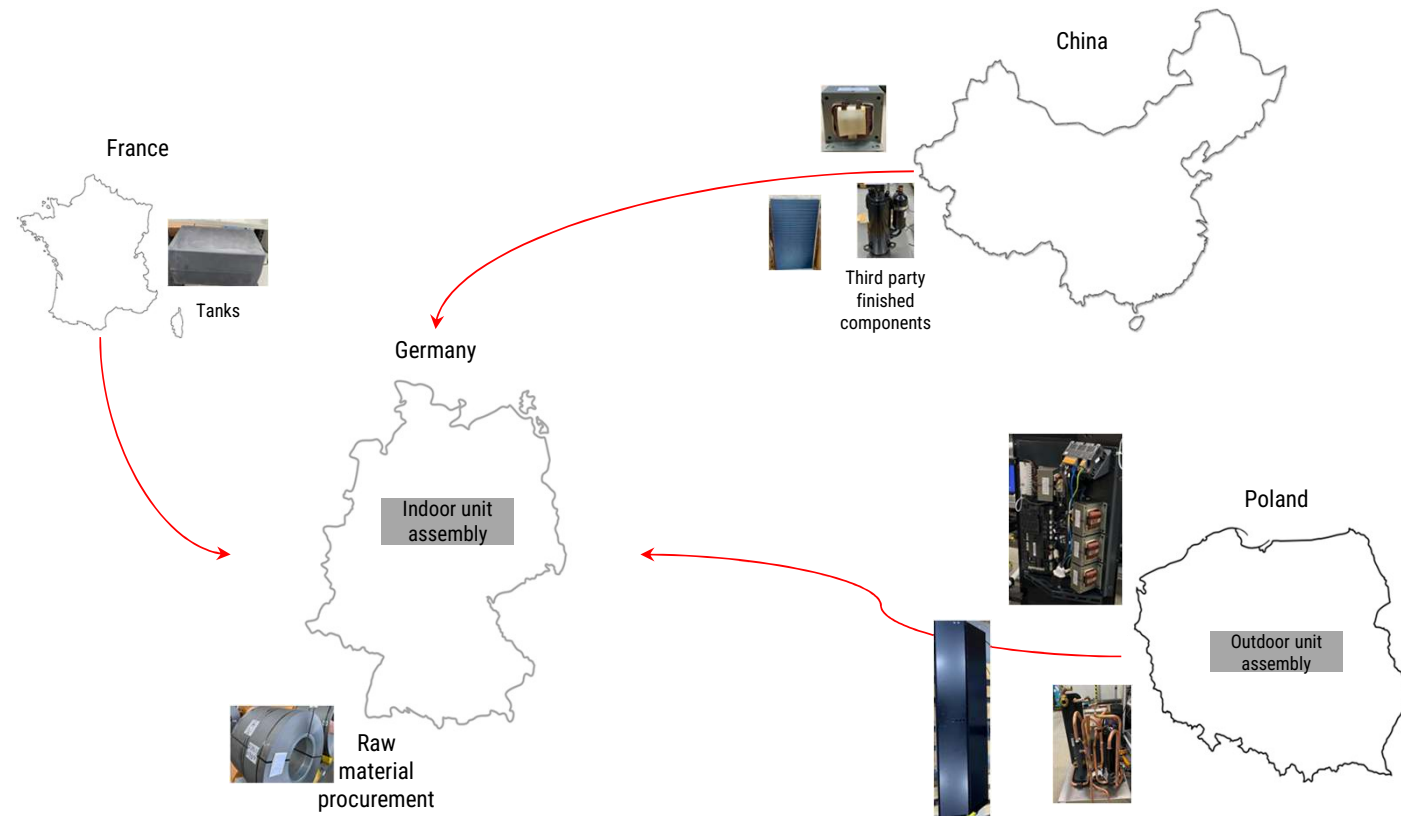 China
France
Third party
finished
components
Tanks
Germany
Indoor unit
assembly
Poland
Outdoor unit
assembly
Raw
material
procurement